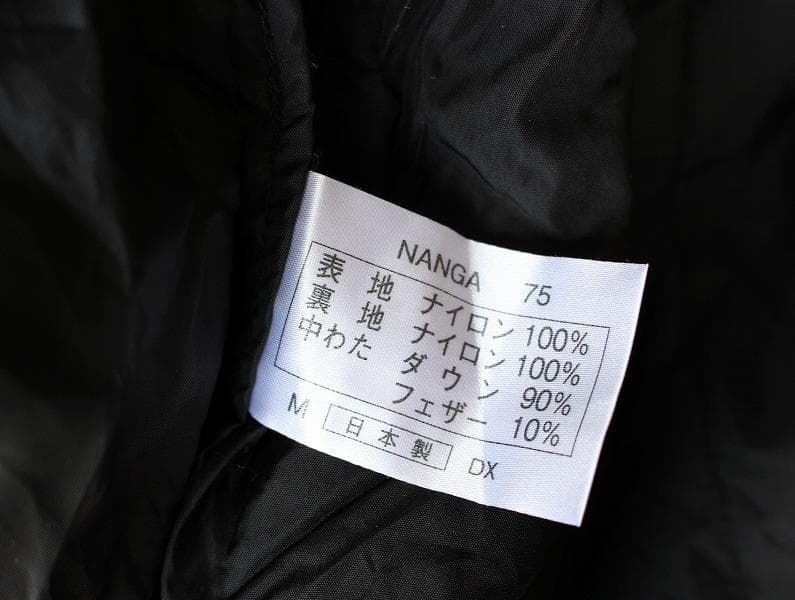 NANGA 75
表地 ナイロン 100%
裏地 ナイロン 100%
中わた ダウン 90%
フェザー 10%
M 日本製 DX